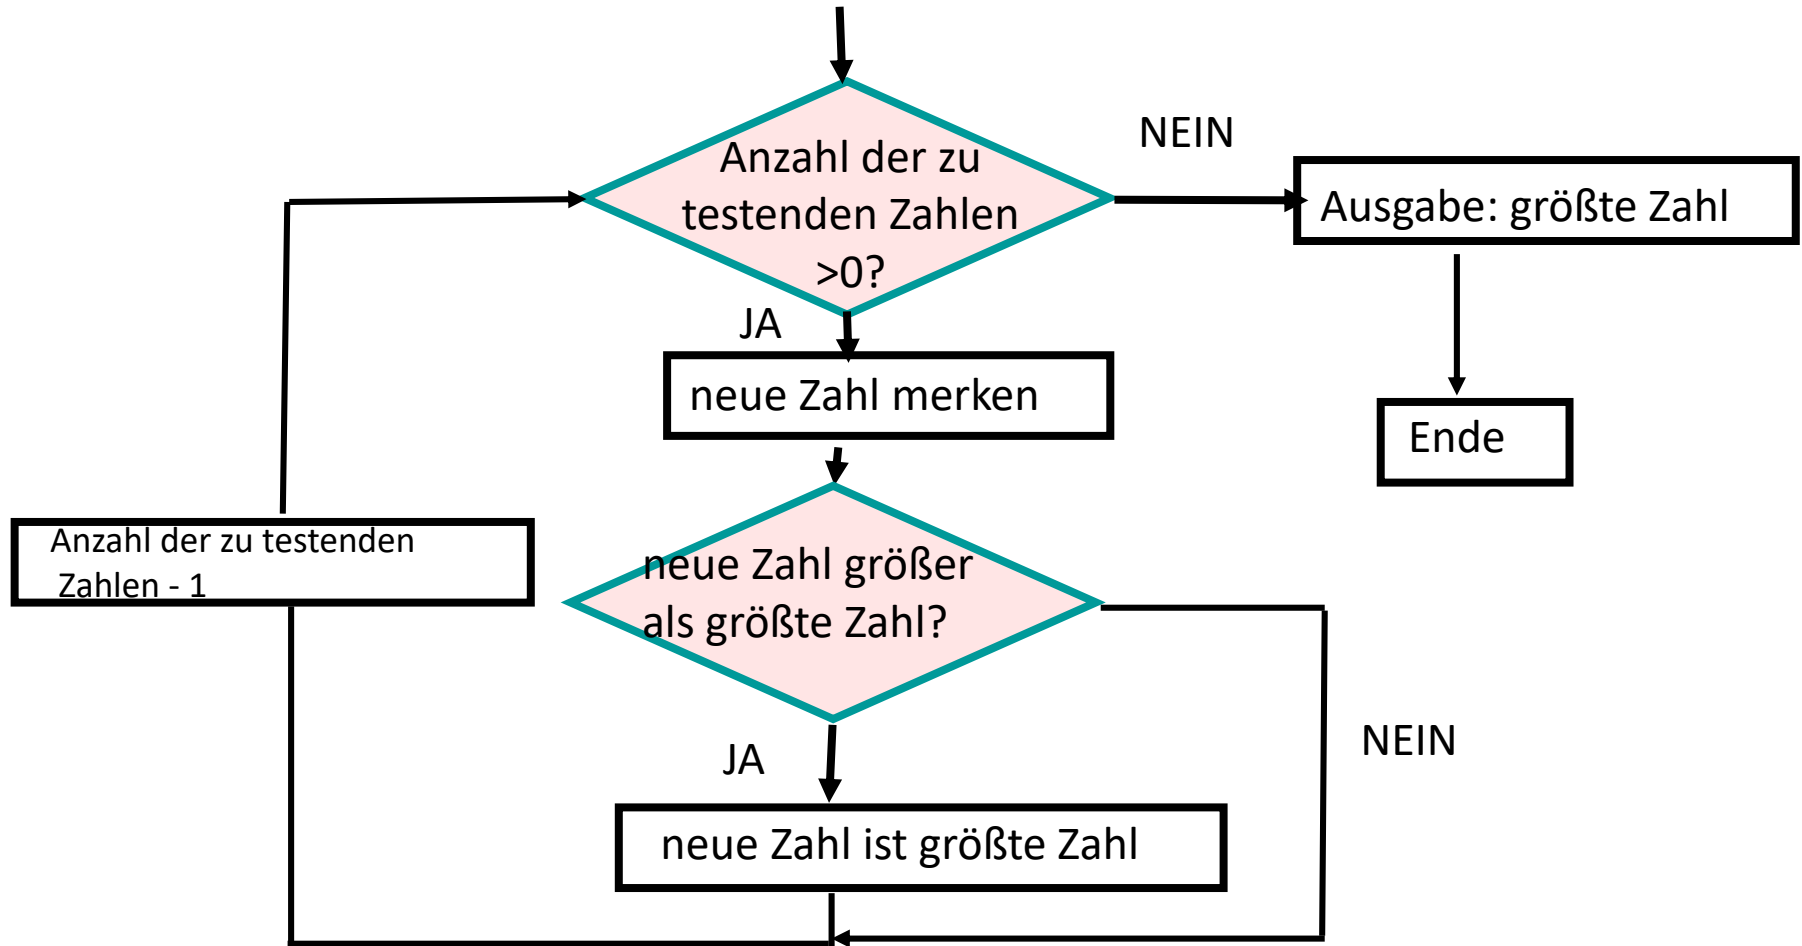 NEIN
Anzahl der zu
testenden Zahlen
>0?
Ausgabe: größte Zahl
JA
neue Zahl merken
Ende
Anzahl der zu testenden
Zahlen - 1
neue Zahl größer
als größte Zahl?
NEIN
JA
neue Zahl ist größte Zahl